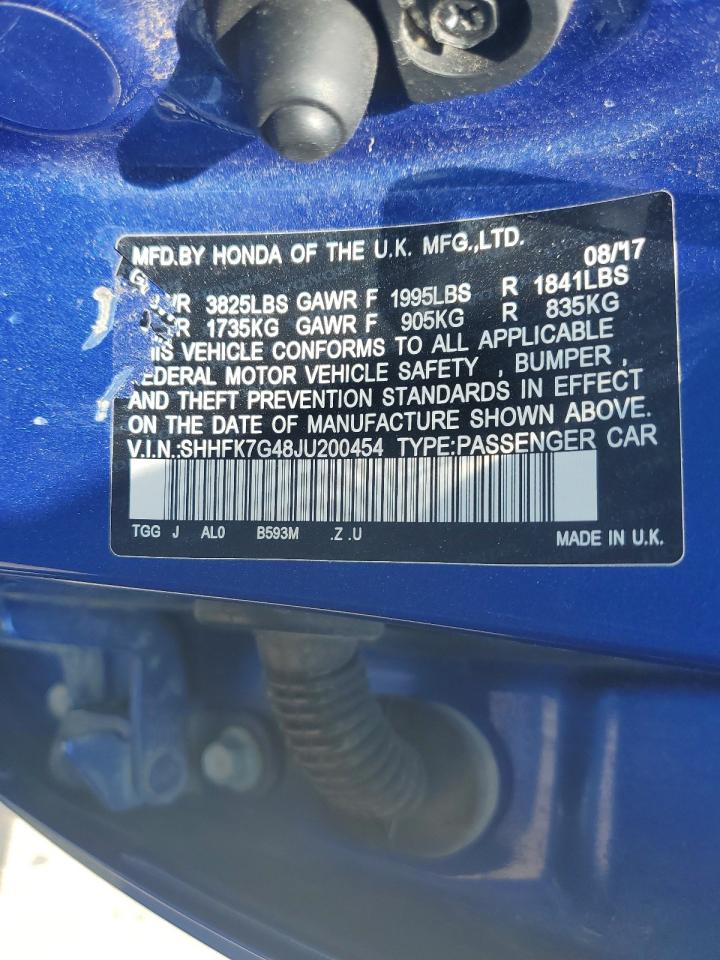 MFD.BY HONDA OF THE U.K. MFG.,LTD. 08/'17
3825LBS GAWR F 1995LBS R 1841LBS
1735KG GAWR F 905KG R 835KG
VEHICLE CONFORMS TO ALL APPLICABLE
MOTOR VEHICLE SAFETY , BUMPER ,
AND THEFT PREVENTION STANDARDS IN EFFECT
ON THE DATE OF MANUFACTURE SHOWN ABOVE.
V.I.N.:SHHFK7G48JU200454 TYPE:PASSENGER CAR
TGG J AL0 B593M .Z .U MADE IN U.K.